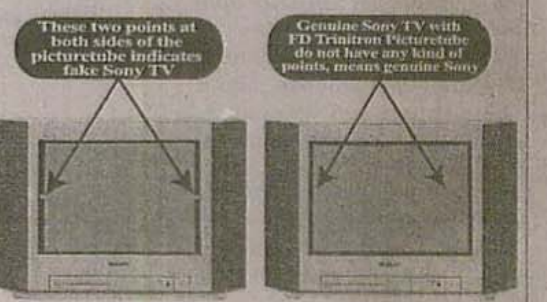 These two points at
both sides of the
picturetube indicates
fake Sony TV
Genuine Sony TV with
FD Trinitron Picturetube
do not have any kind of
points, means genuine Sony